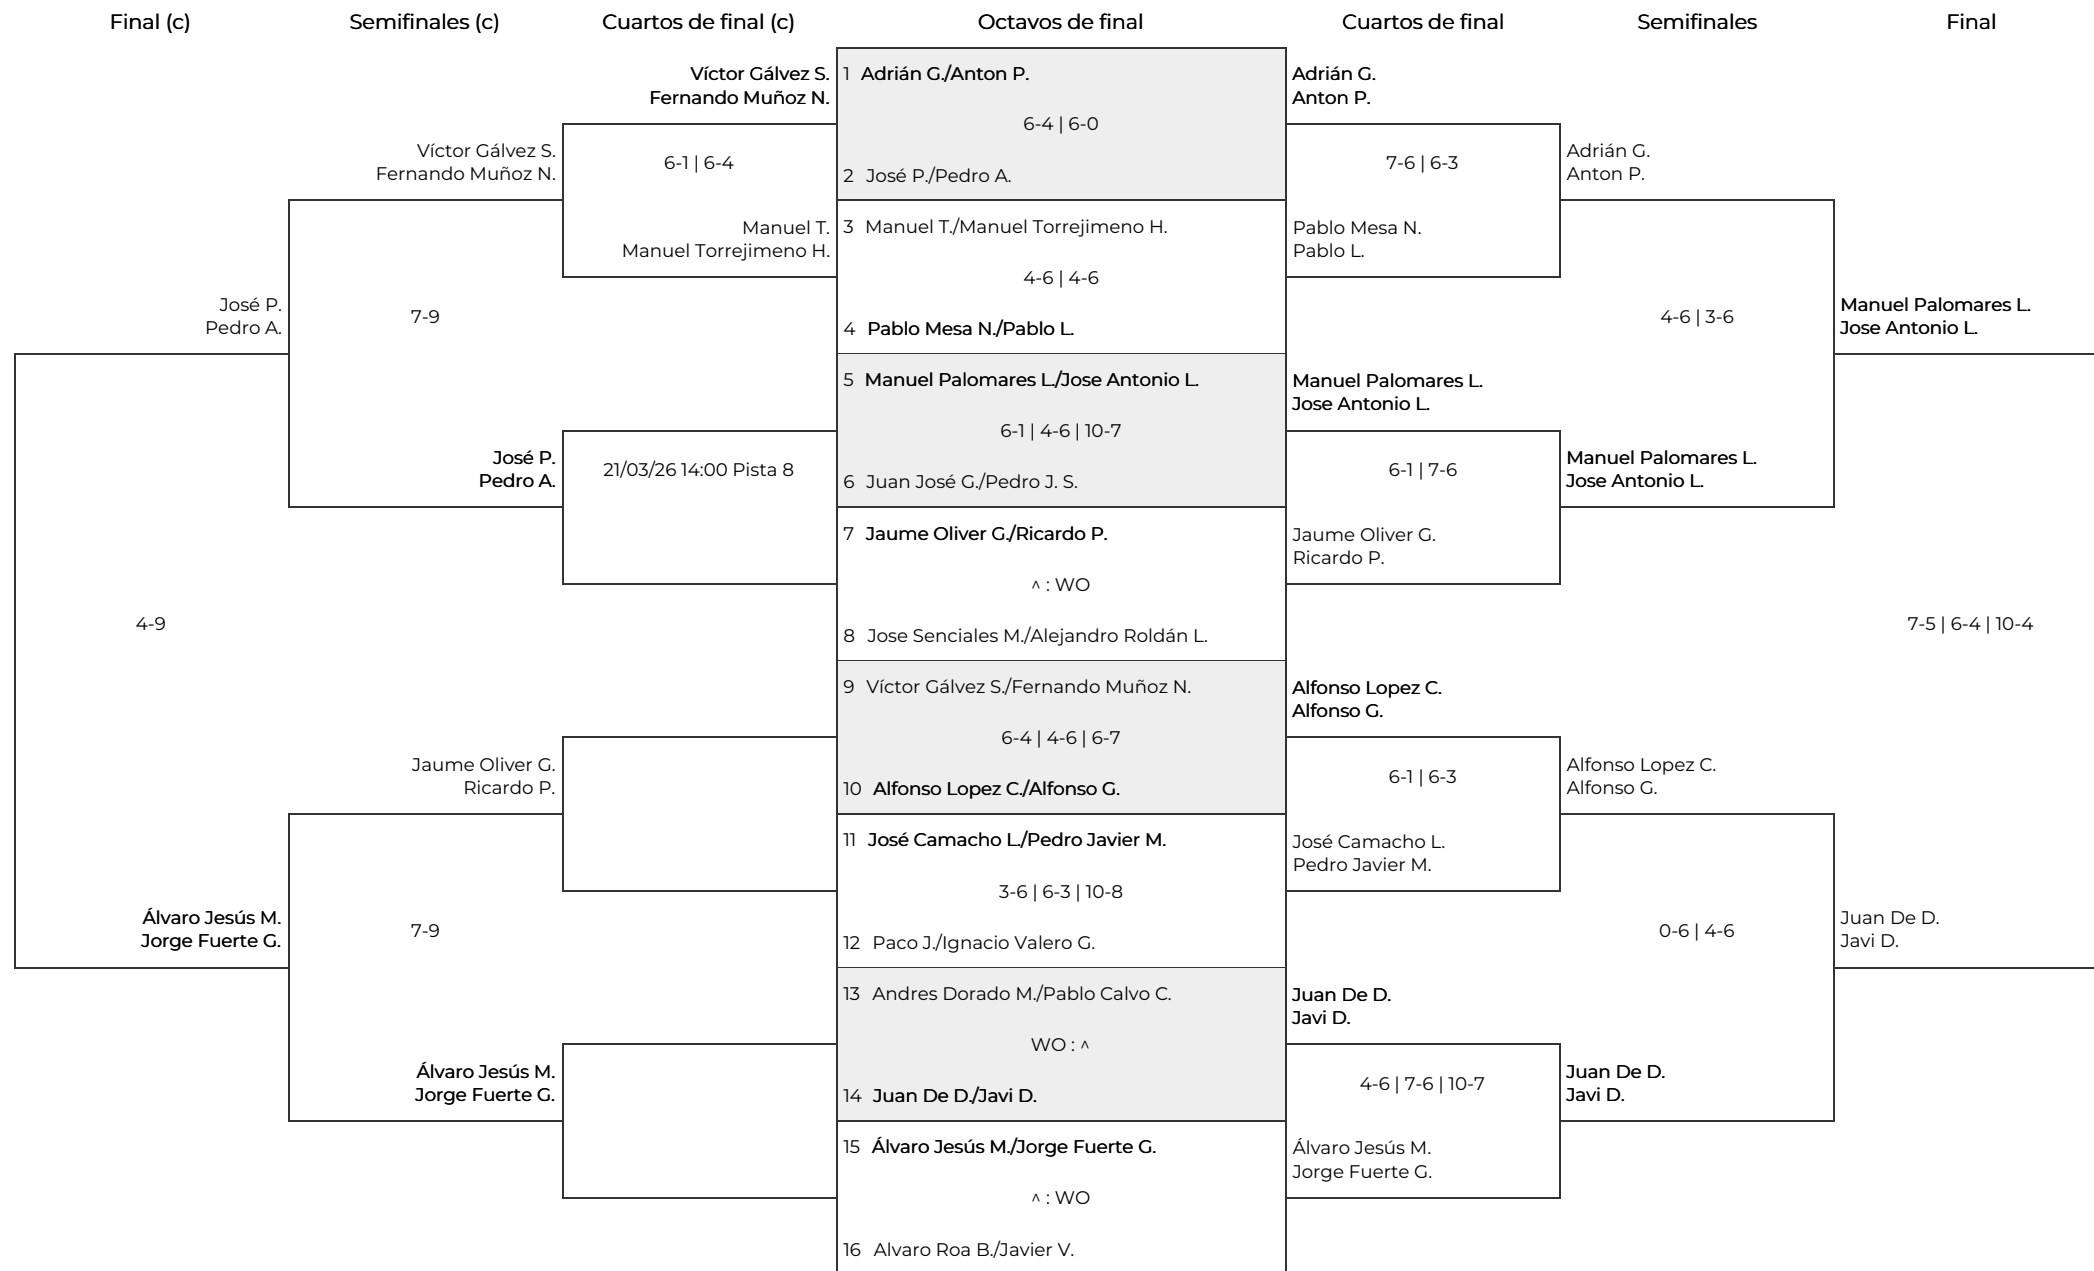 Final (c)
Semifinales (c)
Cuartos de final (c)
Octavos de final
Cuartos de final
Semifinales
Final
José P.
Pedro A.
4-9
Álvaro Jesús M.
Jorge Fuerte G.
Víctor Gálvez S.
Fernando Muñoz N.
7-9
José P.
Pedro A.
Jaume Oliver G.
Ricardo P.
7-9
Álvaro Jesús M.
Jorge Fuerte G.
Víctor Gálvez S.
Fernando Muñoz N.
6-1 | 6-4
Manuel T.
Manuel Torrejimeno H.
21/03/26 14:00 Pista 8
1 Adrián G./Anton P.
6-4 | 6-0
2 José P./Pedro A.
3 Manuel T./Manuel Torrejimeno H.
4-6 | 4-6
4 Pablo Mesa N./Pablo L.
5 Manuel Palomares L./Jose Antonio L.
6-1 | 4-6 | 10-7
6 Juan José G./Pedro J. S.
7 Jaume Oliver G./Ricardo P.
^ : WO
8 Jose Senciales M./Alejandro Roldán L.
9 Víctor Gálvez S./Fernando Muñoz N.
6-4 | 4-6 | 6-7
10 Alfonso Lopez C./Alfonso G.
11 José Camacho L./Pedro Javier M.
3-6 | 6-3 | 10-8
12 Paco J./Ignacio Valero G.
13 Andres Dorado M./Pablo Calvo C.
WO : ^
14 Juan De D./Javi D.
15 Álvaro Jesús M./Jorge Fuerte G.
^ : WO
16 Alvaro Roa B./Javier V.
Adrián G.
Anton P.
7-6 | 6-3
Pablo Mesa N.
Pablo L.
Manuel Palomares L.
Jose Antonio L.
6-1 | 7-6
Jaume Oliver G.
Ricardo P.
Alfonso Lopez C.
Alfonso G.
6-1 | 6-3
José Camacho L.
Pedro Javier M.
Juan De D.
Javi D.
4-6 | 7-6 | 10-7
Álvaro Jesús M.
Jorge Fuerte G.
Adrián G.
Anton P.
4-6 | 3-6
Manuel Palomares L.
Jose Antonio L.
Alfonso Lopez C.
Alfonso G.
0-6 | 4-6
Juan De D.
Javi D.
Manuel Palomares L.
Jose Antonio L.
7-5 | 6-4 | 10-4
Juan De D.
Javi D.